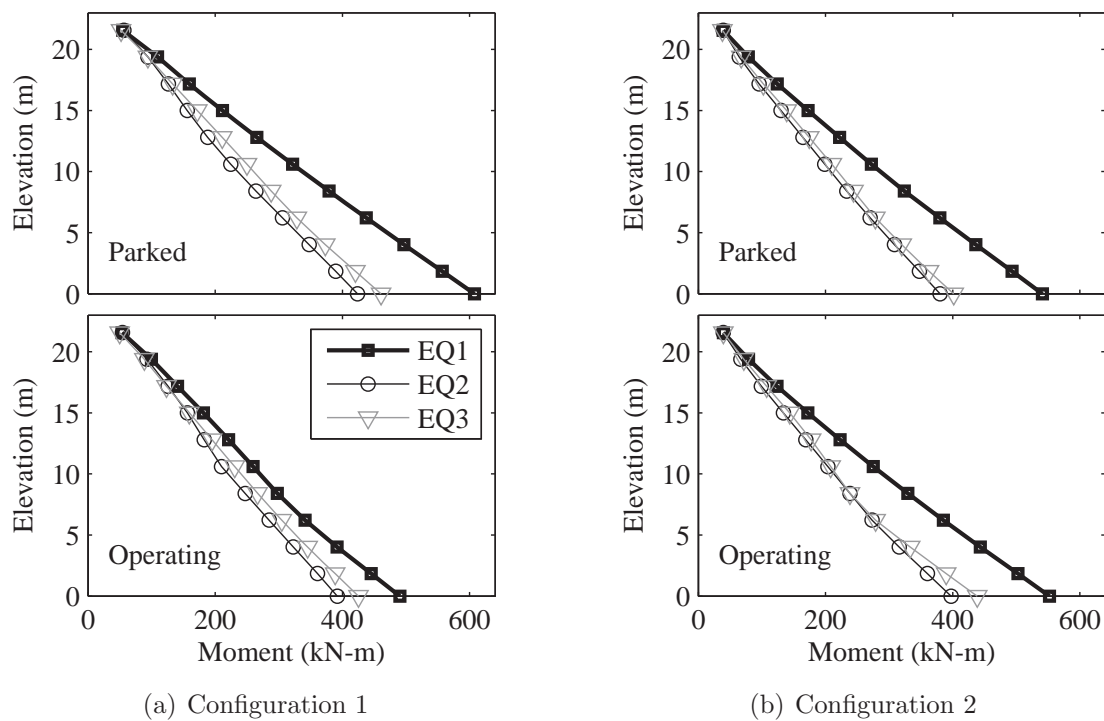 20
15
10
5
0
Elevation (m)
Parked
20
15
10
5
0
Elevation (m)
Parked
20
15
10
5
0
Elevation (m)
Operating
EQ1
EQ2
EQ3
0 200 400 600
Moment (kN-m)
20
15
10
5
0
Elevation (m)
Operating
0 200 400 600
Moment (kN-m)
(a) Configuration 1
(b) Configuration 2